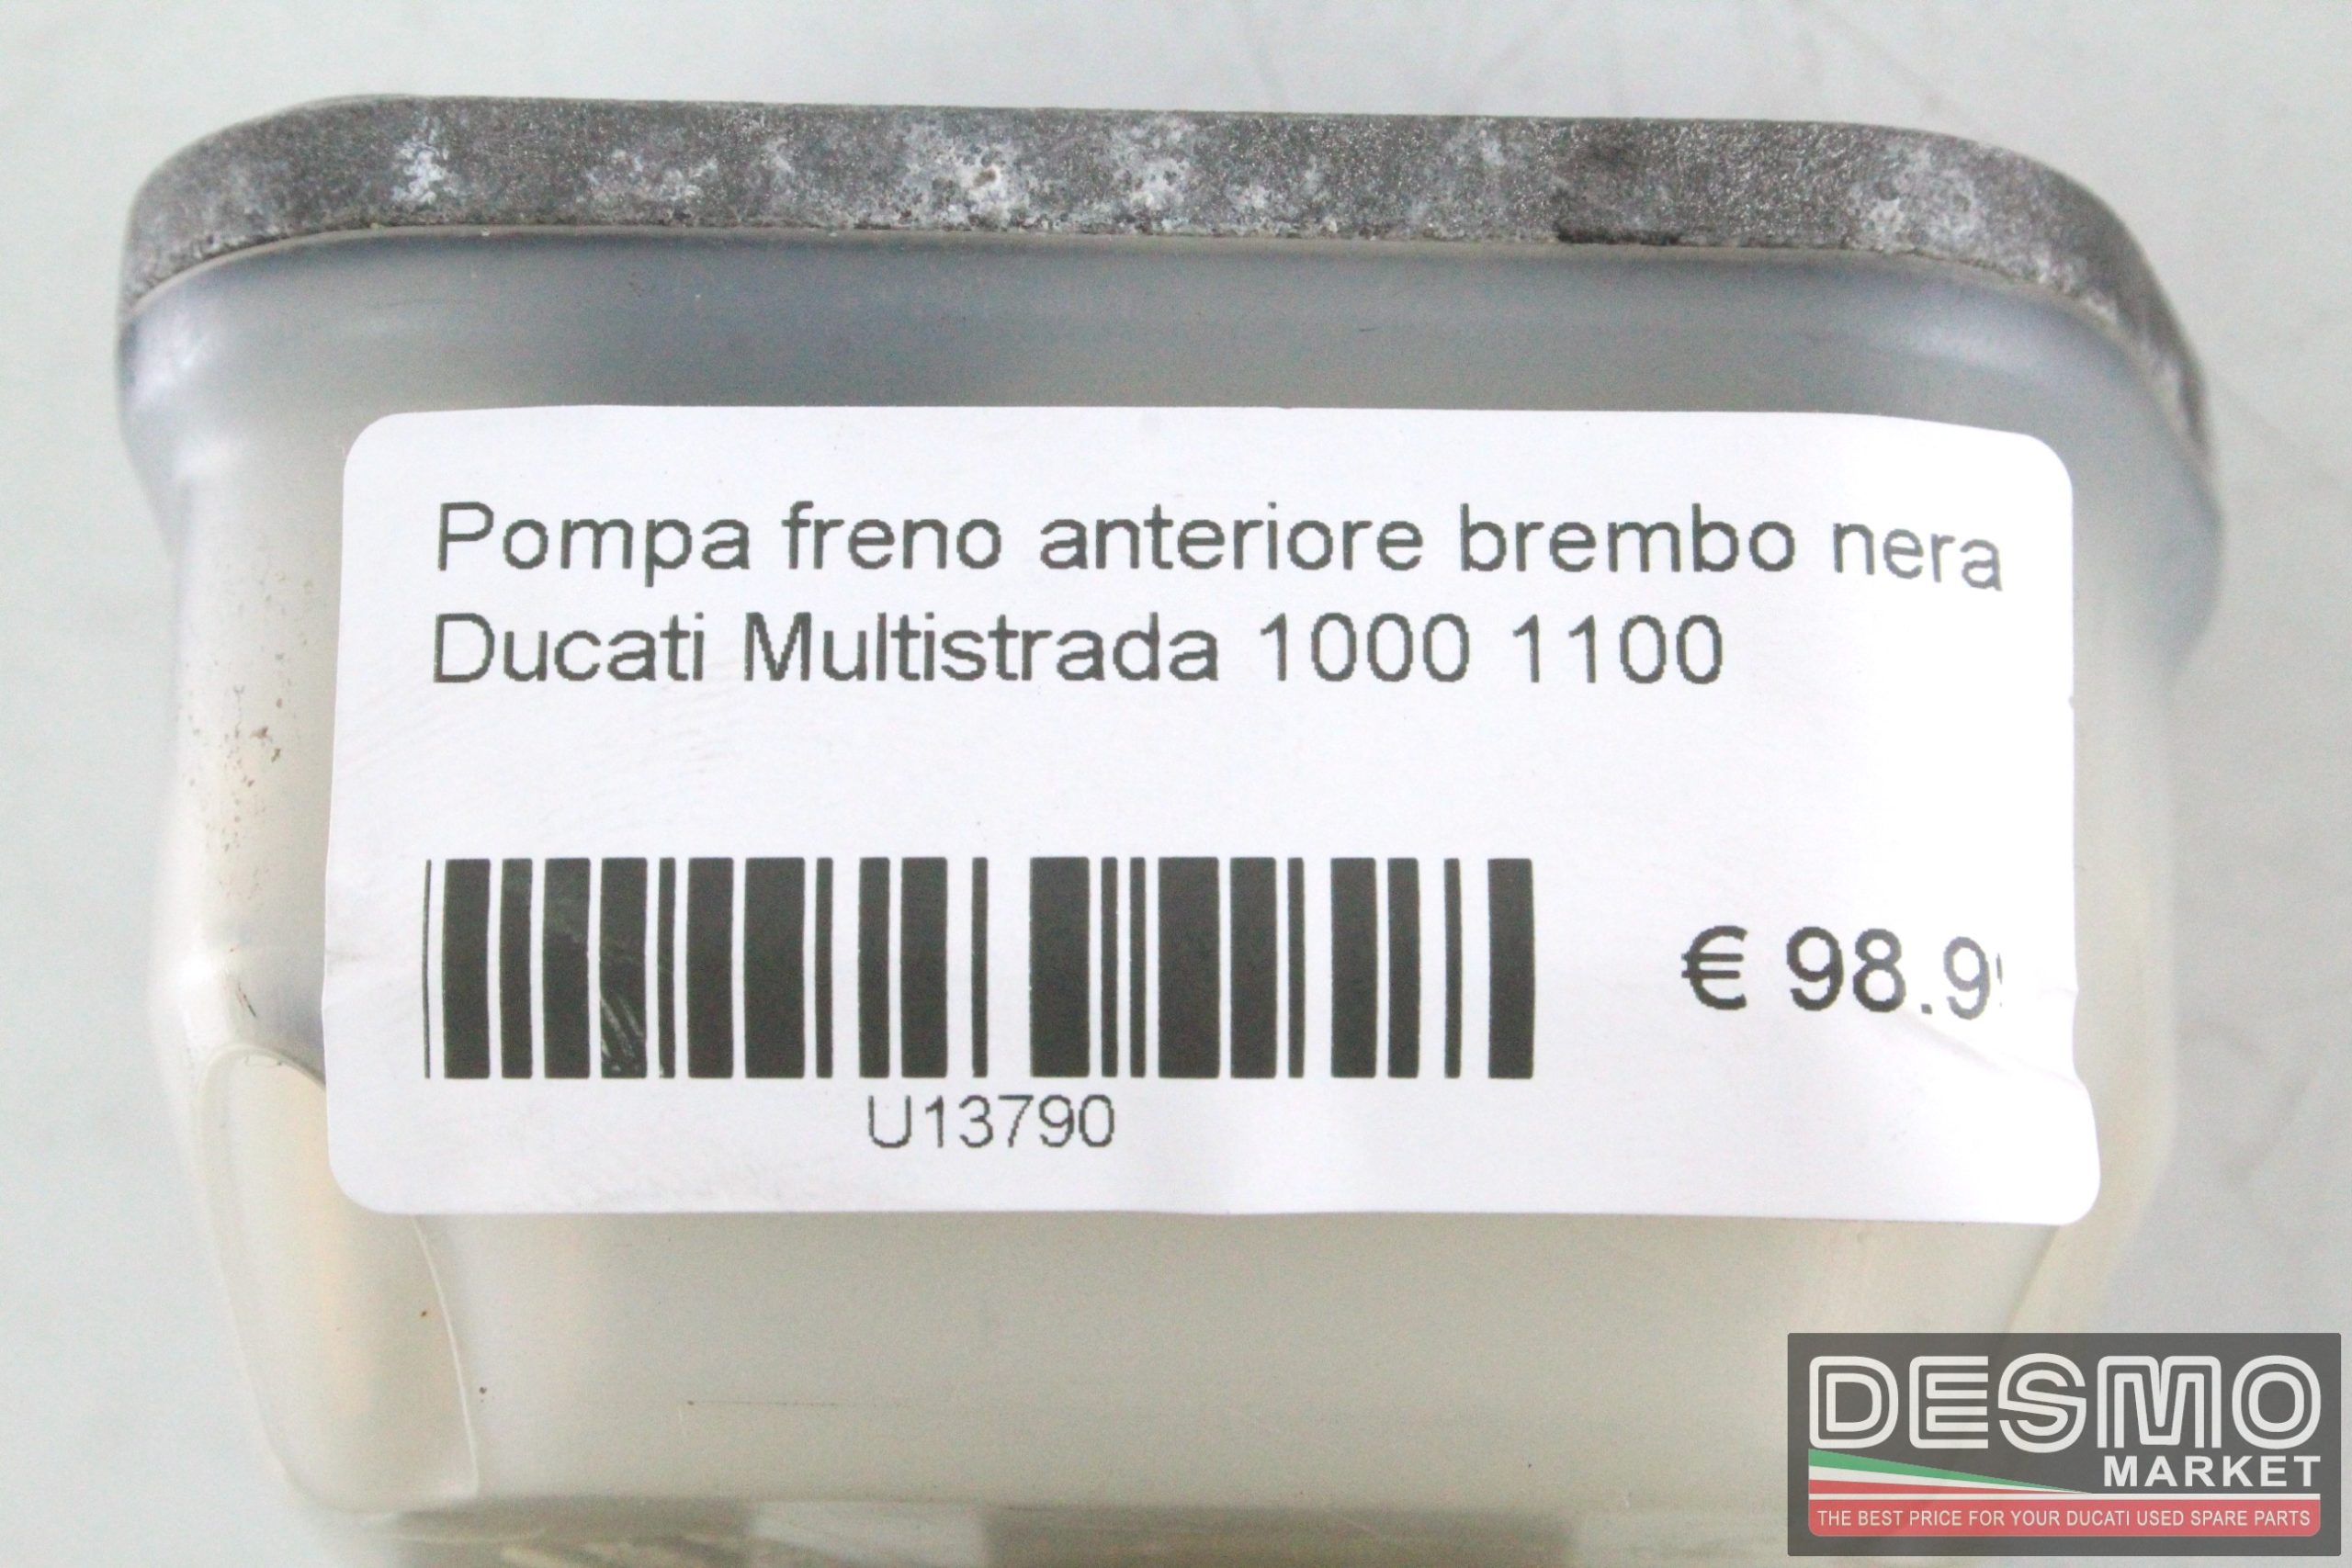 Pompa freno anteriore brembo nera
Ducati Multistrada 1000 1100
€ 98.9
U13790
DESMO
MARKET
THE BEST PRICE FOR YOUR DUCATI USED SPARE PARTS